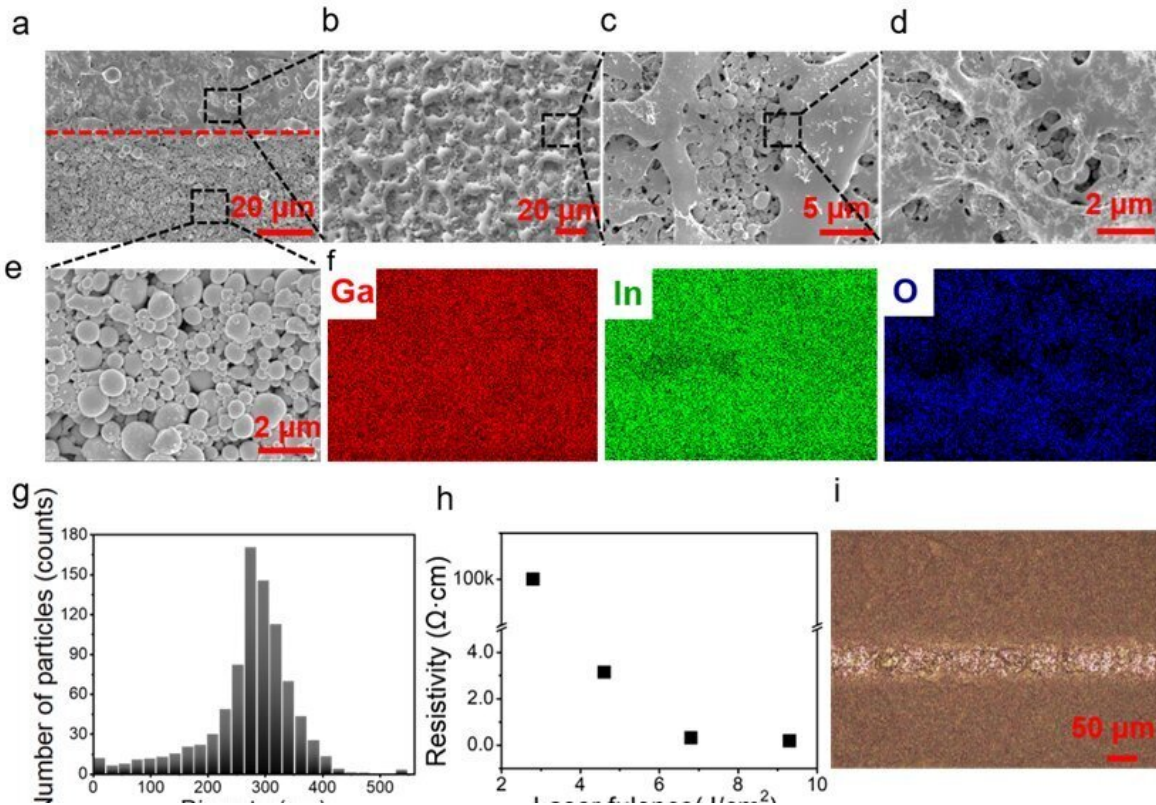 a
b
c
d
20 μm
20 μm
5 μm
2 μm
e
f
2 μm
Ga
In
O
g
h
i
Number of particles (counts)
180
150
120
90
60
30
0
0 100 200 300 400 500
Resistivity (Ω·cm)
100k
4.0
2.0
0.0
2 4 6 8 10
50 μm